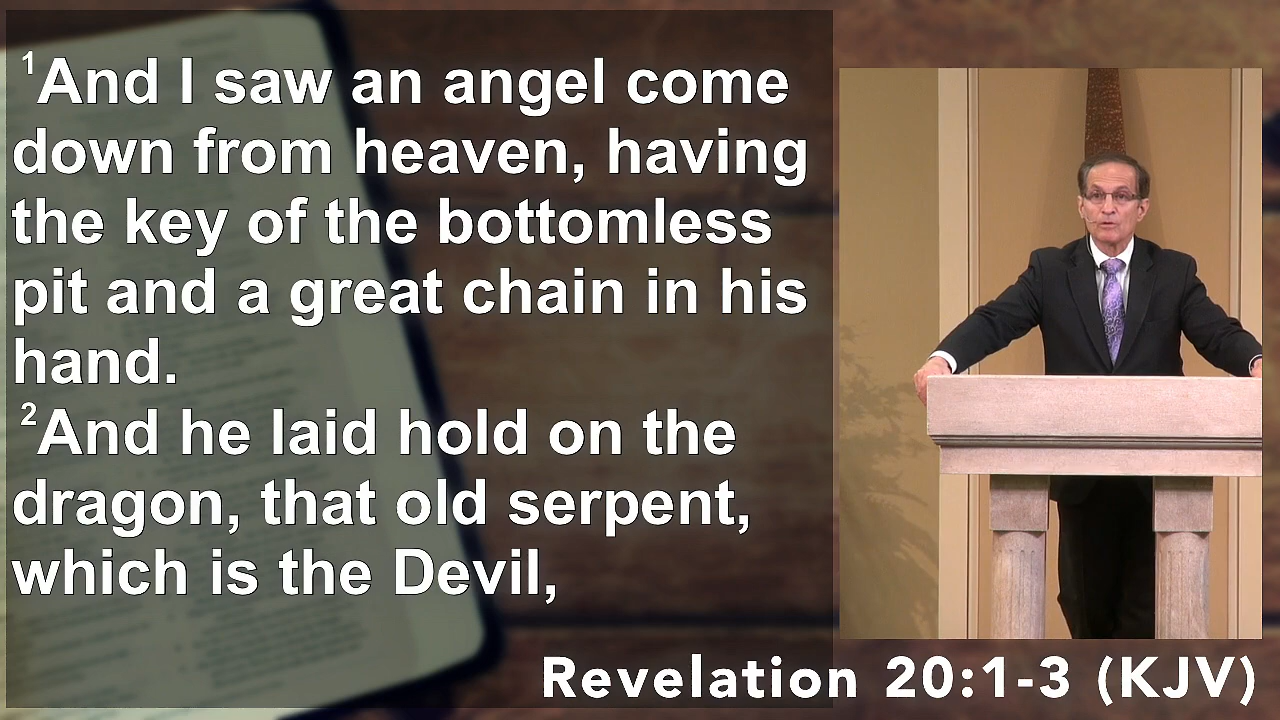 ¹And I saw an angel come
down from heaven, having
the key of the bottomless
pit and a great chain in his
hand.
²And he laid hold on the
dragon, that old serpent,
which is the Devil,
Revelation 20:1-3 (KJV)